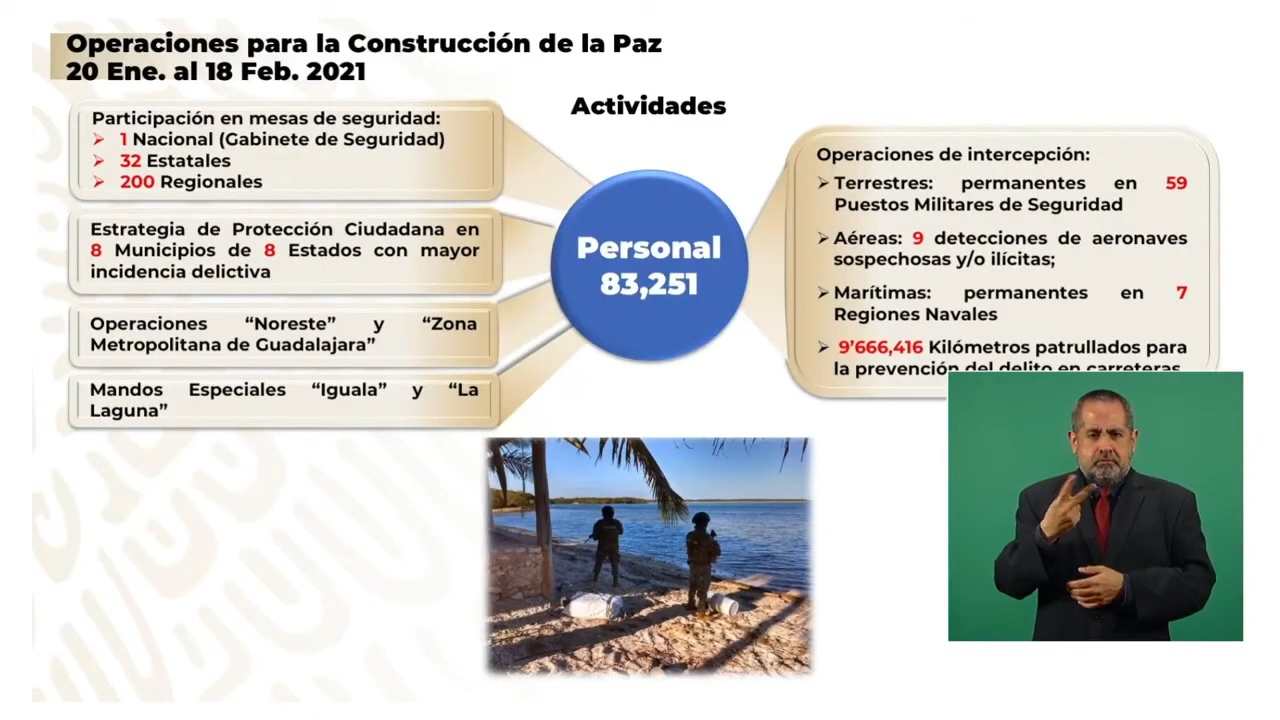 Operaciones para la Construcción de la Paz
20 Ene. al 18 Feb. 2021
Actividades
Participación en mesas de seguridad:
1 Nacional (Gabinete de Seguridad)
32 Estatales
200 Regionales
Estrategia de Protección Ciudadana en
8 Municipios de 8 Estados con mayor
incidencia delictiva
Operaciones “Noreste” y “Zona
Metropolitana de Guadalajara”
Mandos Especiales “Iguala” y “La
Laguna”
Personal
83,251
Operaciones de intercepción:
Terrestres: permanentes en 59
Puestos Militares de Seguridad
Aéreas: 9 detecciones de aeronaves
sospechosas y/o ilícitas;
Marítimas: permanentes en 7
Regiones Navales
9’666,416 Kilómetros patrullados para
la prevención del delito en carreteras